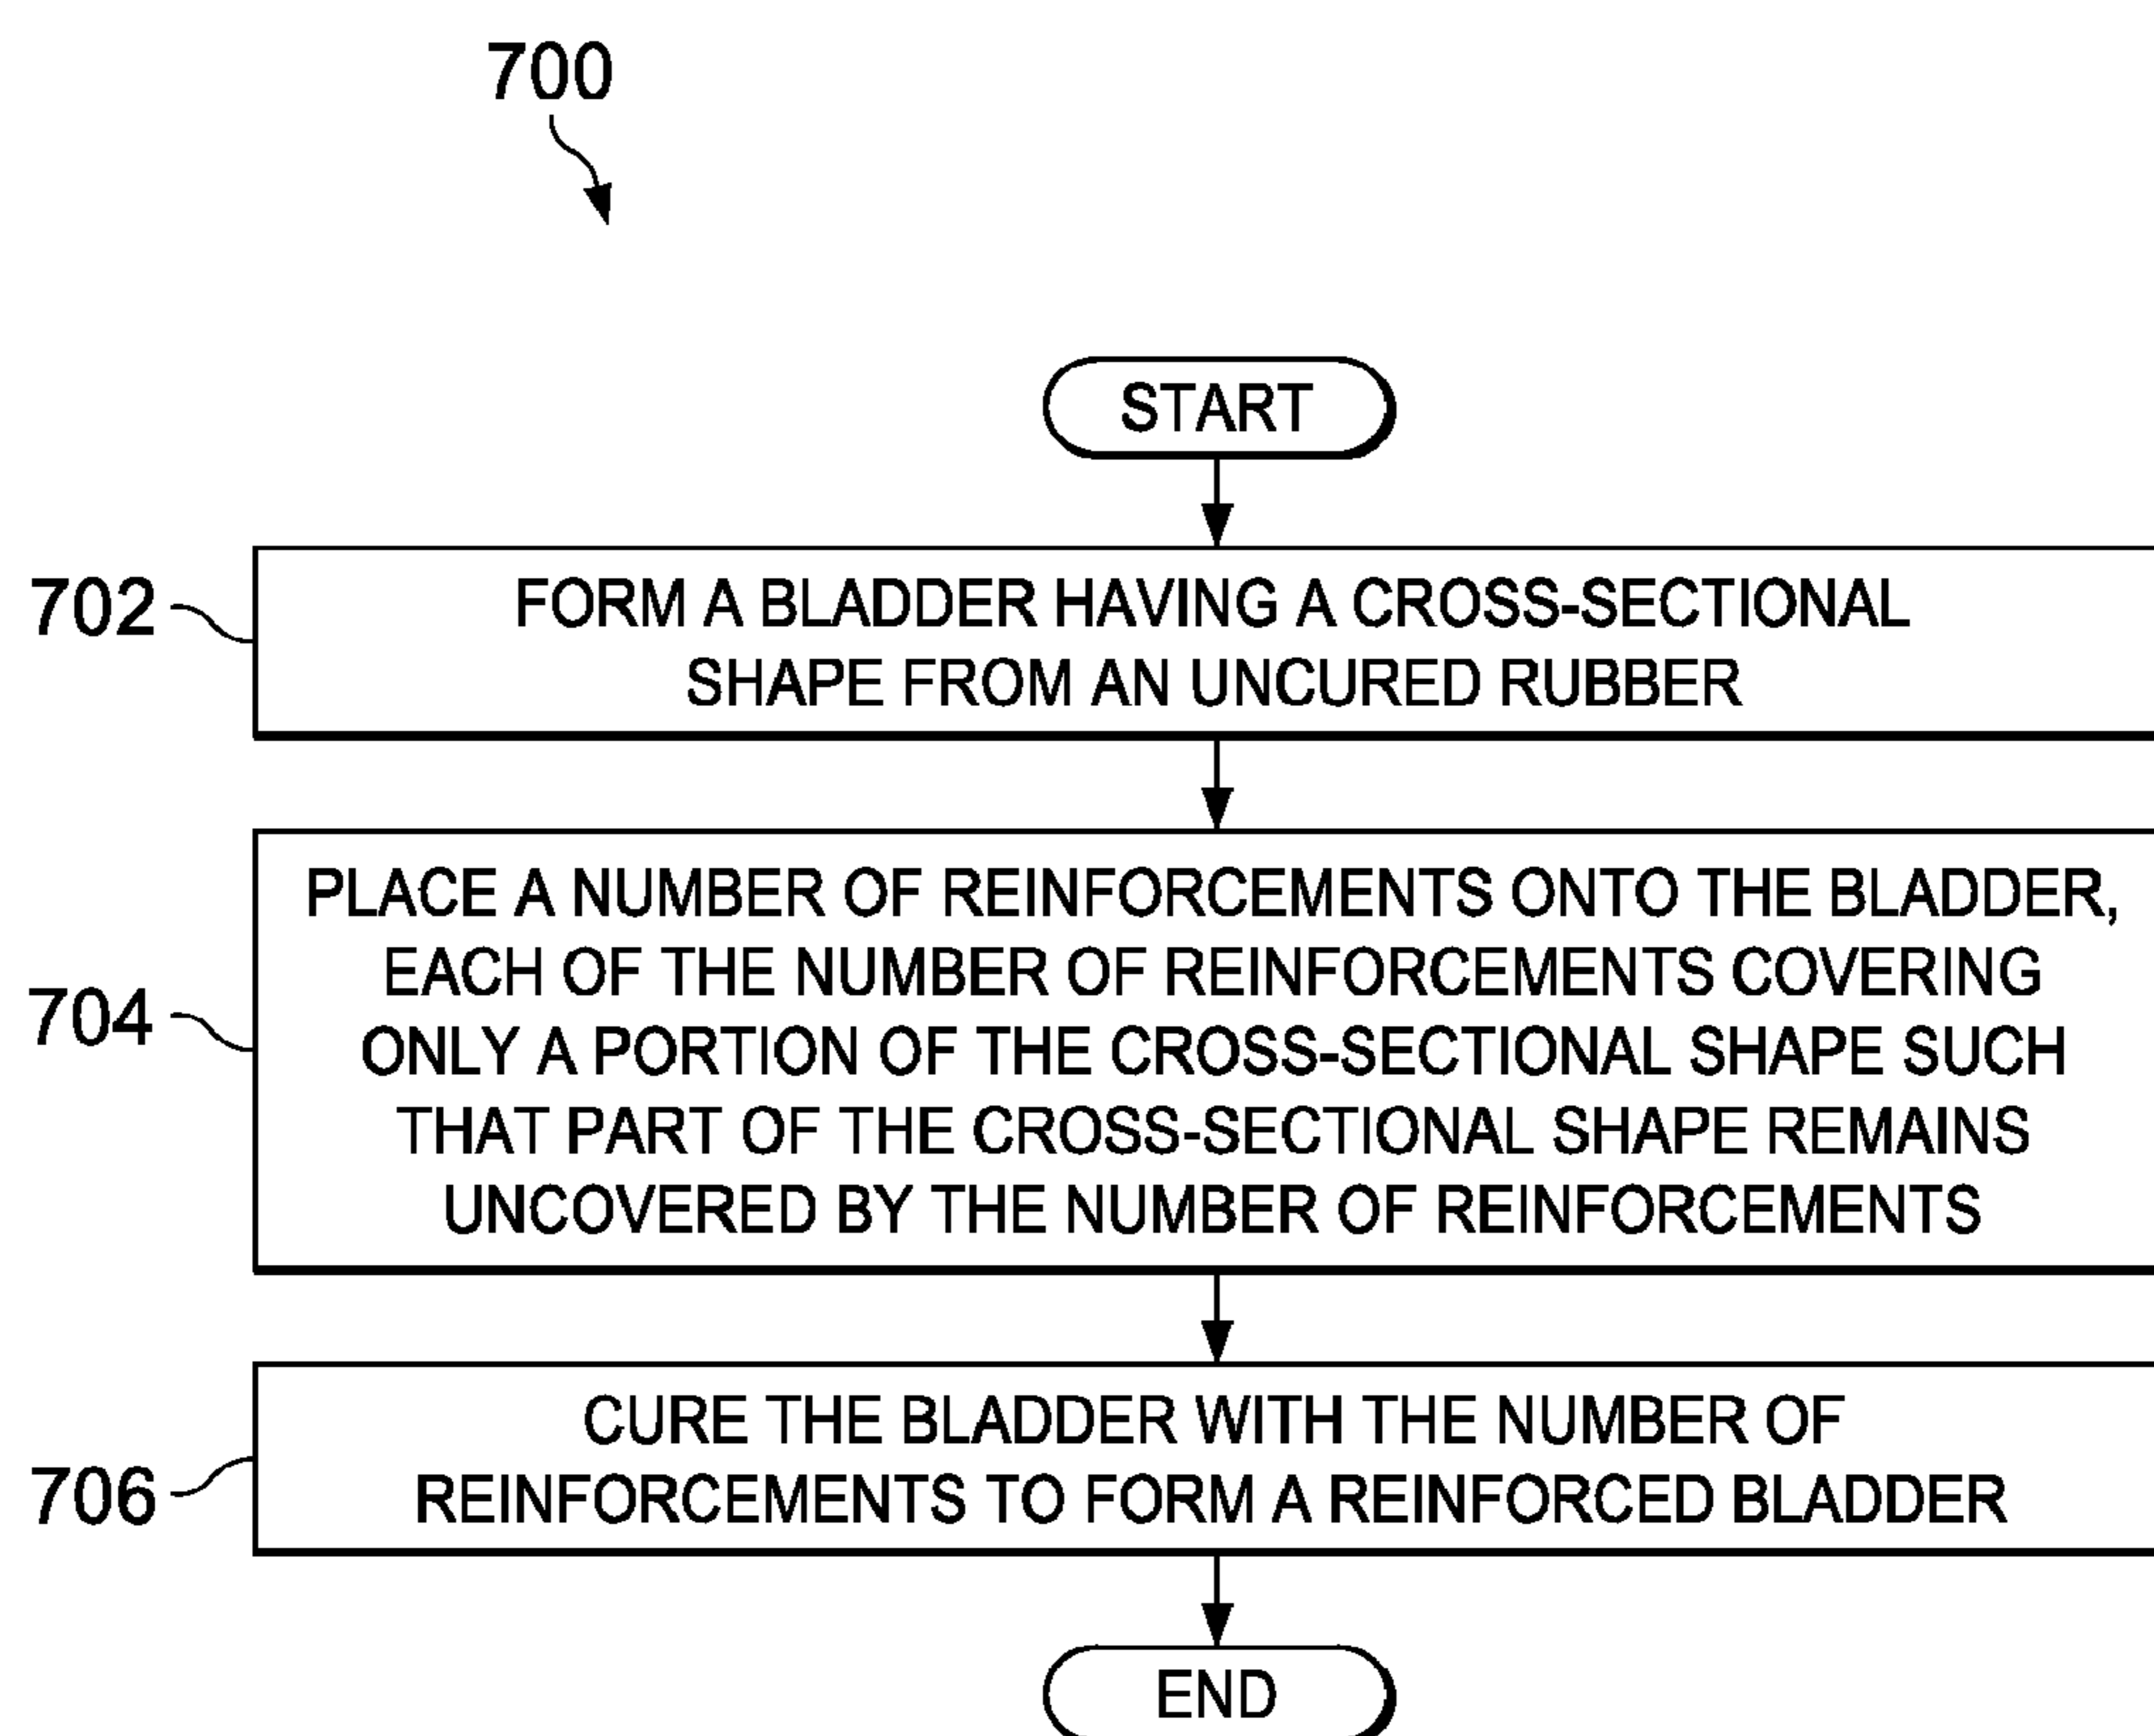 700
START
702
FORM A BLADDER HAVING A CROSS-SECTIONAL
SHAPE FROM AN UNCURED RUBBER
704
PLACE A NUMBER OF REINFORCEMENTS ONTO THE BLADDER,
EACH OF THE NUMBER OF REINFORCEMENTS COVERING
ONLY A PORTION OF THE CROSS-SECTIONAL SHAPE SUCH
THAT PART OF THE CROSS-SECTIONAL SHAPE REMAINS
UNCOVERED BY THE NUMBER OF REINFORCEMENTS
706
CURE THE BLADDER WITH THE NUMBER OF
REINFORCEMENTS TO FORM A REINFORCED BLADDER
END